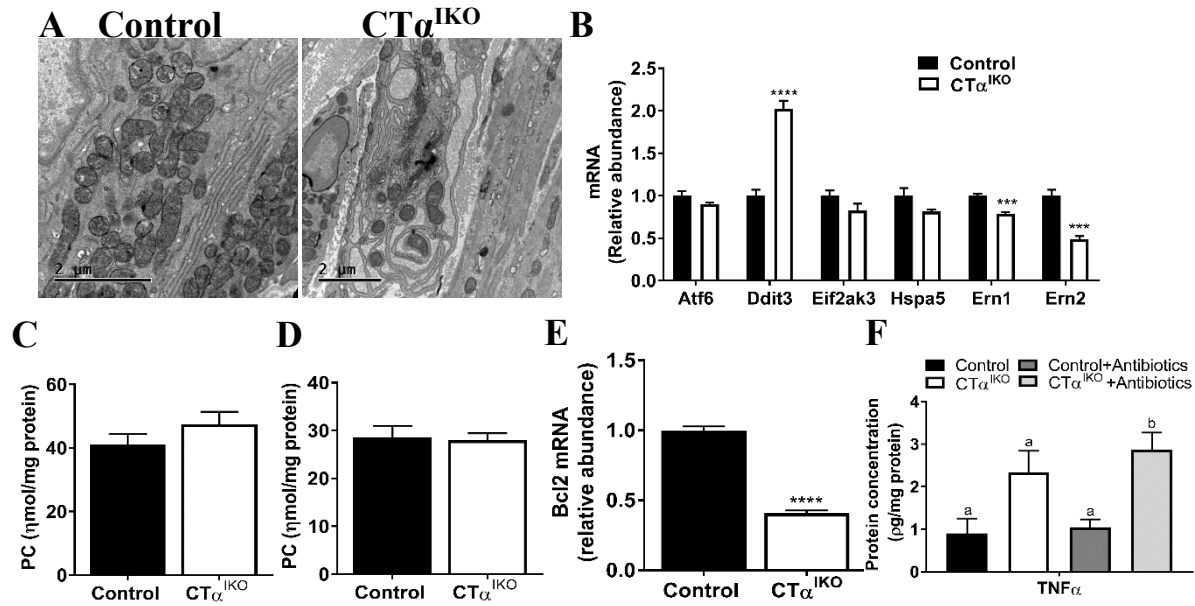 A Control CTα^IKO
2 µm
2 µm
B
Control
CTα^IKO
mRNA
(Relative abundance)
2.5
2.0
1.5
1.0
0.5
0.0
****
***
***
Atf6 Ddit3 Eif2ak3 Hspa5 Ern1 Ern2
C
PC (ηmol/mg protein)
60
40
20
0
Control CTα^IKO
D
PC (ηmol/mg protein)
40
30
20
10
0
Control CTα^IKO
E
Bcl2 mRNA
(relative abundance)
1.5
1.0
0.5
0.0
****
Control CTα^IKO
F
Control Control+Antibiotics
CTα^IKO CTα^IKO +Antibiotics
Protein concentration
(ρg/mg protein)
4
3
2
1
0
a a a b
TNFα